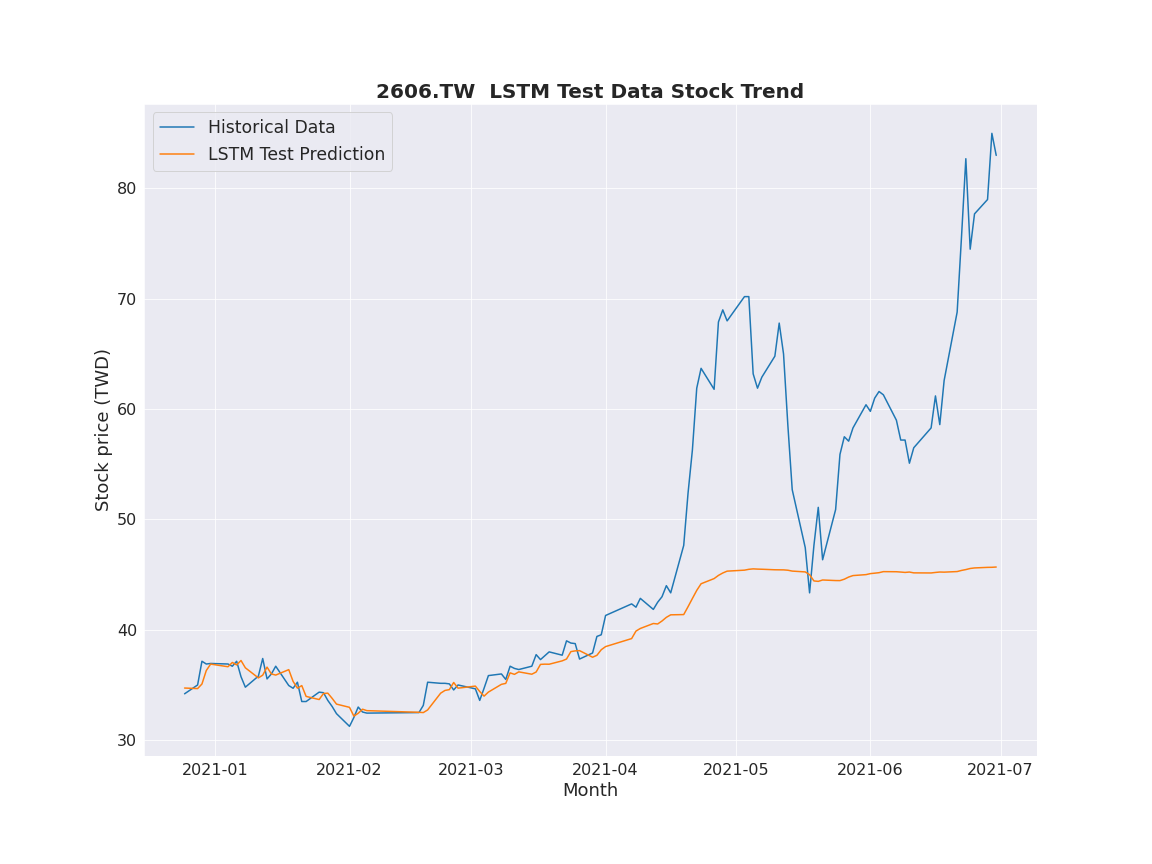 2606.TW  LSTM Test Data Stock Trend
Historical Data
LSTM Test Prediction
80
70
60
50
40
30
Stock price (TWD)
2021-01 2021-02 2021-03 2021-04 2021-05 2021-06 2021-07
Month